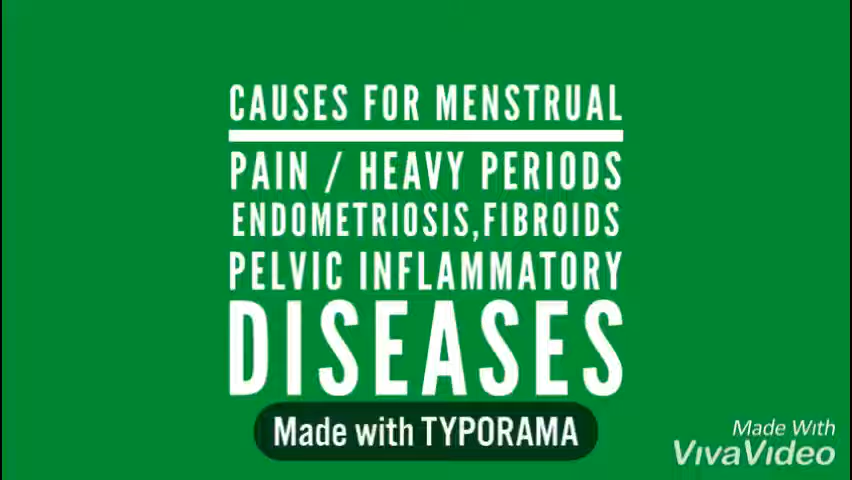 CAUSES FOR MENSTRUAL
PAIN / HEAVY PERIODS
ENDOMETRIOSIS,FIBROIDS
PELVIC INFLAMMATORY
DISEASES
Made with TYPORAMA
Made With
VivaVideo